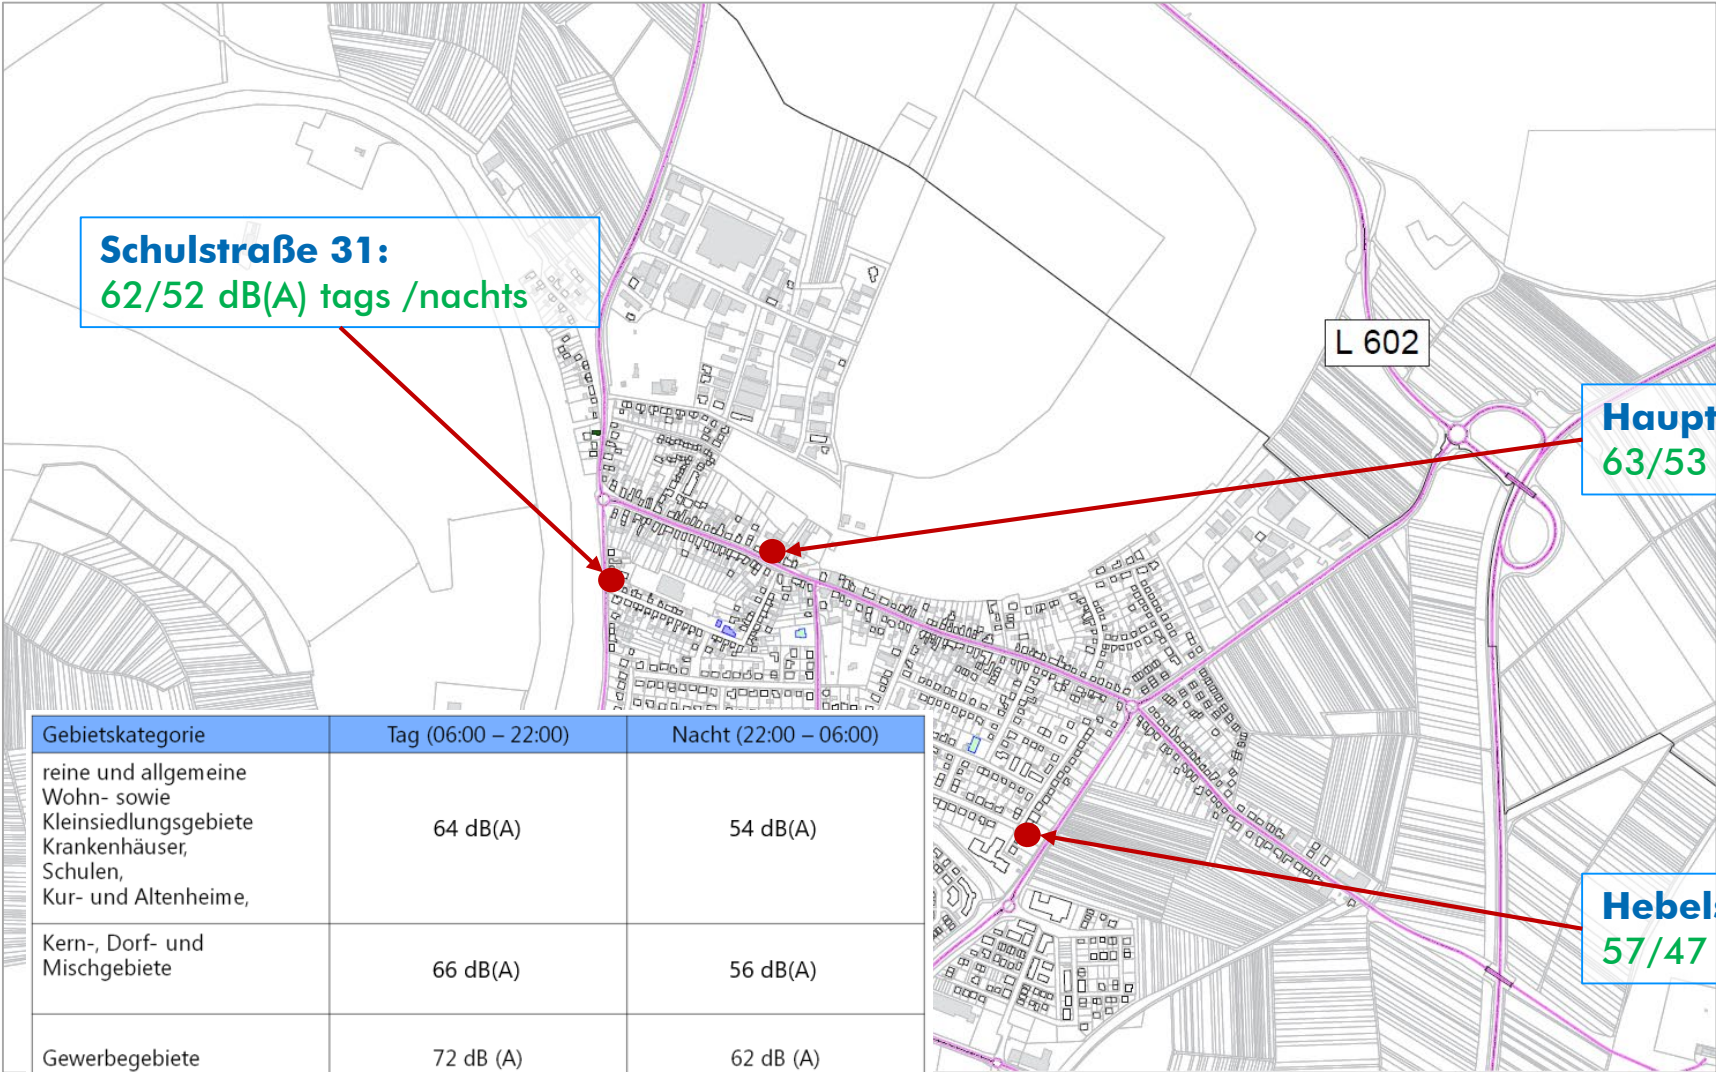 Schulstraße 31:
62/52 dB(A) tags /nachts
L 602
Haupt
63/53
Hebels
57/47
Gebietskategorie Tag (06:00 – 22:00) Nacht (22:00 – 06:00)
reine und allgemeine
Wohn- sowie
Kleinsiedlungsgebiete
Krankenhäuser,
Schulen,
Kur- und Altenheime,
64 dB(A) 54 dB(A)
Kern-, Dorf- und
Mischgebiete
66 dB(A) 56 dB(A)
Gewerbegebiete 72 dB (A) 62 dB (A)